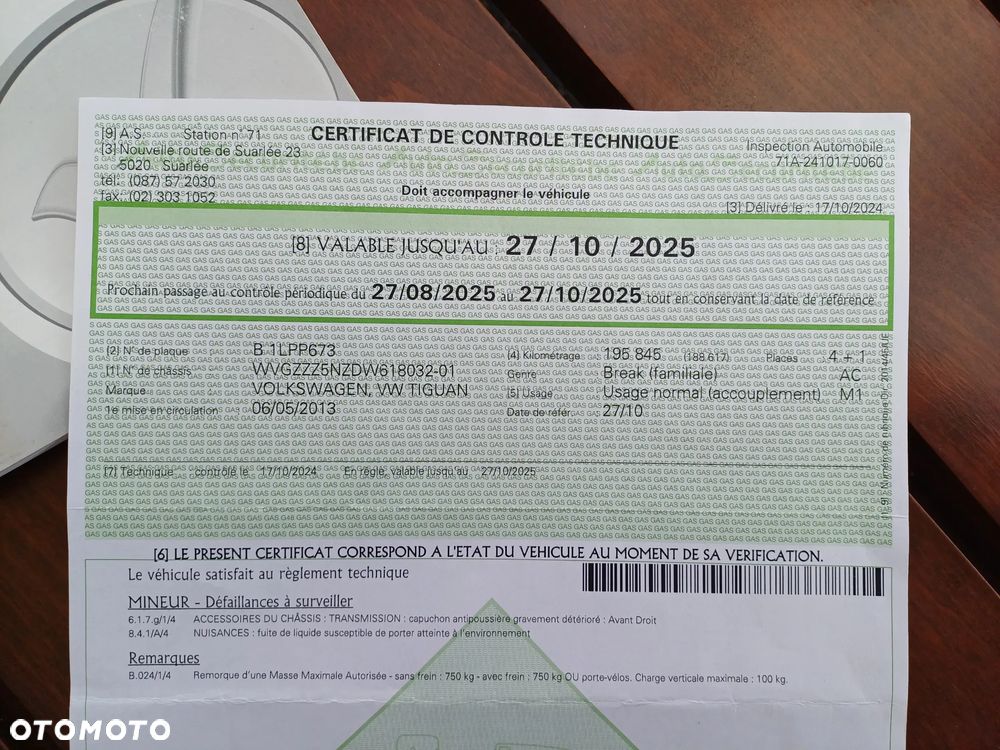 CERTIFICAT DE CONTROLE TECHNIQUE
[9] A.S. Station n° 71
[3] Nouvelle route de Suarlée 23
5020 Suarlée
tél.: (087) 57 2030
fax.: (02) 303 1052
Inspection Automobile
71A-241017-0060
Doit accompagner le véhicule
[3] Délivré le : 17/10/2024
[8] VALABLE JUSQU'AU : 27 / 10 / 2025
Prochain passage au contrôle périodique du 27/08/2025 au 27/10/2025 tout en conservant la date de référence
[2] N° de plaque B 1LPP673
[1] N° de châssis WVGZZZ5NZDW618032-01
Marque VOLKSWAGEN, VW TIGUAN
1e mise en circulation 06/05/2013
[4] Kilométrage 195 845 (188.617) Places 4 + 1
Genre Break (familiale) AC
[5] Usage Usage normal (accouplement) M1
Date de référ. 27/10
[7] Technique contrôlé le 17/10/2024 En règle, valable jusqu'au 27/10/2025
[6] LE PRESENT CERTIFICAT CORRESPOND A L'ETAT DU VEHICULE AU MOMENT DE SA VERIFICATION.
Le véhicule satisfait au règlement technique
MINEUR - Défaillances à surveiller
6.1.7.g/1/4 ACCESSOIRES DU CHÂSSIS : TRANSMISSION : capuchon antipoussière gravement détérioré : Avant Droit
8.4.1/A/4 NUISANCES : fuite de liquide susceptible de porter atteinte à l'environnement
Remarques
B.024/1/4 Remorque d'une Masse Maximale Autorisée - sans frein : 750 kg - avec frein : 750 kg OU porte-vélos. Charge verticale maximale : 100 kg.
OTOMOTO